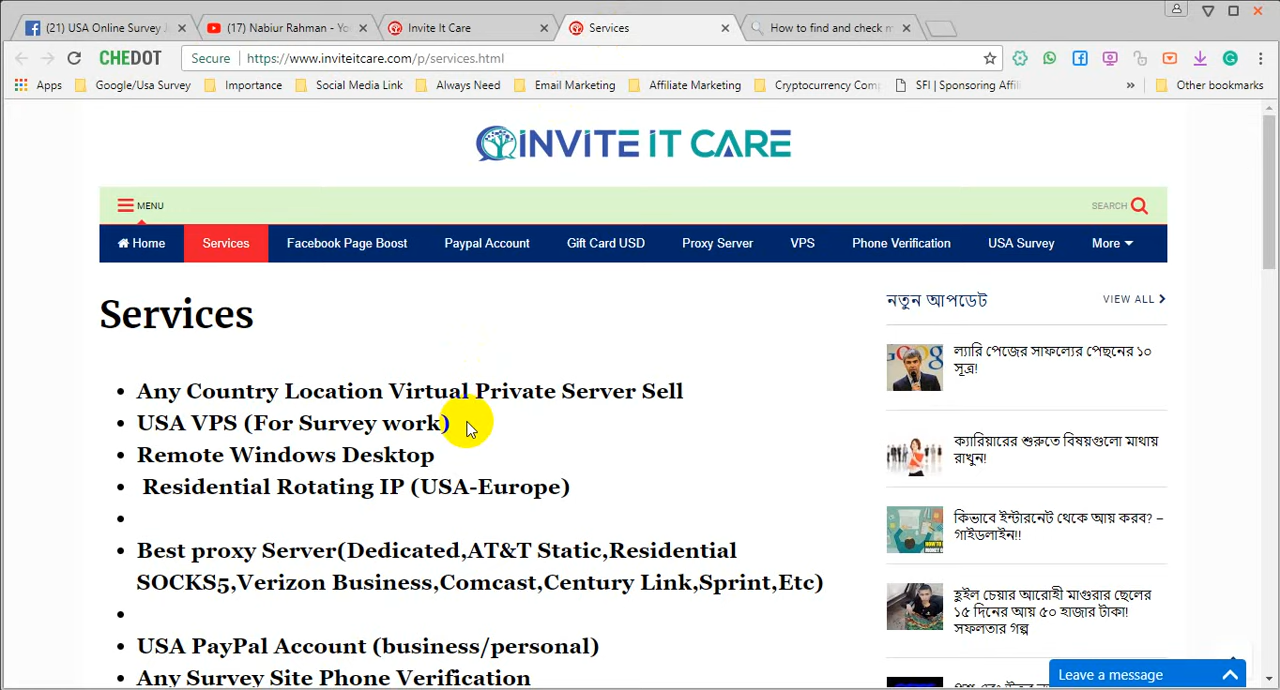 (21) USA Online Survey J
(17) Nabiur Rahman - Yo
Invite It Care
Services
How to find and check m
CHEDOT
Secure
https://www.inviteitcare.com/p/services.html
Apps
Google/Usa Survey
Importance
Social Media Link
Always Need
Email Marketing
Affiliate Marketing
Cryptocurrency Comp
SFI | Sponsoring Affili
»
Other bookmarks
INVITE IT CARE
MENU
SEARCH
Home
Services
Facebook Page Boost
Paypal Account
Gift Card USD
Proxy Server
VPS
Phone Verification
USA Survey
More
Services
• Any Country Location Virtual Private Server Sell
• USA VPS (For Survey work)
• Remote Windows Desktop
• Residential Rotating IP (USA-Europe)
•
• Best proxy Server(Dedicated,AT&T Static,Residential
SOCKS5,Verizon Business,Comcast,Century Link,Sprint,Etc)
•
• USA PayPal Account (business/personal)
• Any Survey Site Phone Verification
নতুন আপডেট
VIEW ALL
ল্যারি পেজের সাফল্যের পেছনের ১০
সূত্র!
ক্যারিয়ারের শুরুতে বিষয়গুলো মাথায়
রাখুন!
কিভাবে ইন্টারনেট থেকে আয় করব? –
গাইডলাইন!!
হুইল চেয়ার আরোহী মাগুরার ছেলের
১৫ দিনের আয় ৫০ হাজার টাকা!
সফলতার গল্প
Leave a message